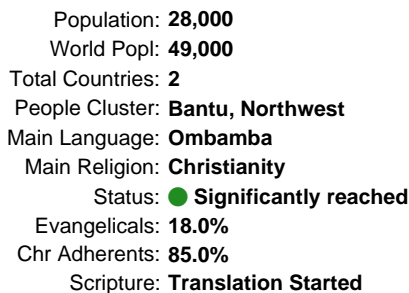 Population: 28,000
World Popl: 49,000
Total Countries: 2
People Cluster: Bantu, Northwest
Main Language: Ombamba
Main Religion: Christianity
Status: Significantly reached
Evangelicals: 18.0%
Chr Adherents: 85.0%
Scripture: Translation Started